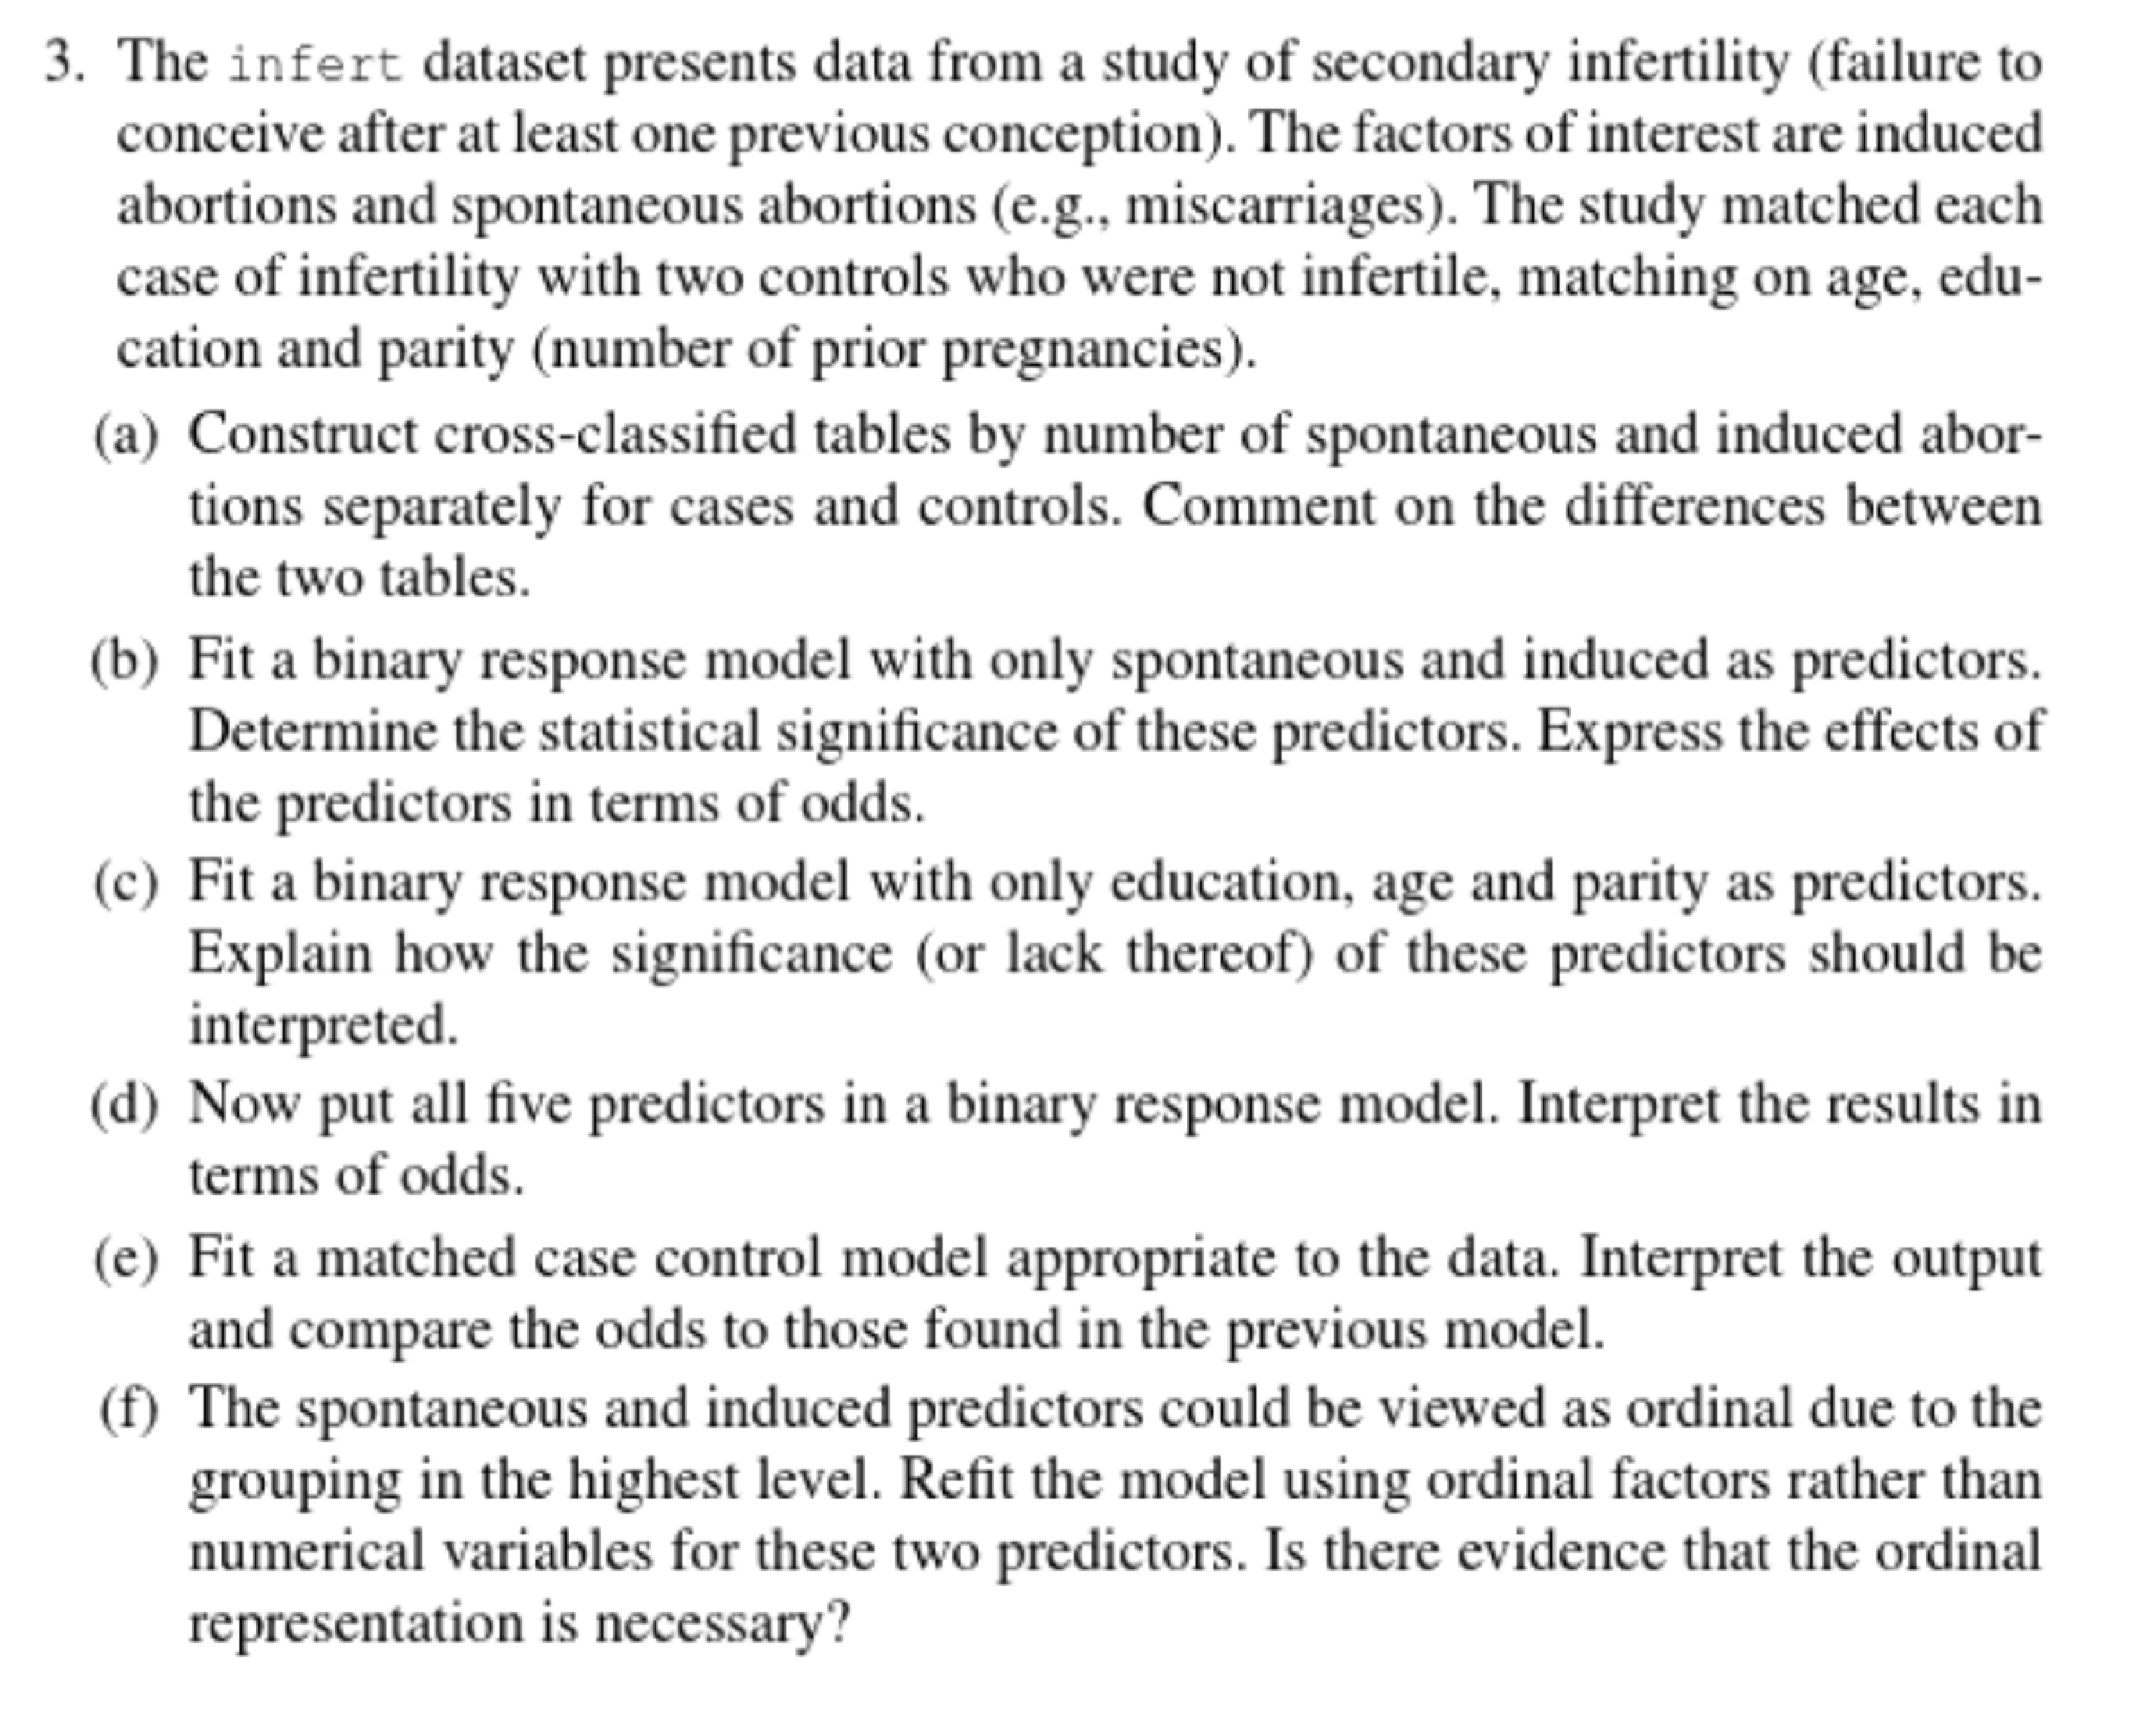 3. The infert dataset presents data from a study of secondary infertility (failure to
conceive after at least one previous conception). The factors of interest are induced
abortions and spontaneous abortions (e.g., miscarriages). The study matched each
case of infertility with two controls who were not infertile, matching on age, edu-
cation and parity (number of prior pregnancies).
(a) Construct cross-classified tables by number of spontaneous and induced abor-
tions separately for cases and controls. Comment on the differences between
the two tables.
(b) Fit a binary response model with only spontaneous and induced as predictors.
Determine the statistical significance of these predictors. Express the effects of
the predictors in terms of odds.
(c) Fit a binary response model with only education, age and parity as predictors.
Explain how the significance (or lack thereof) of these predictors should be
interpreted.
(d) Now put all five predictors in a binary response model. Interpret the results in
terms of odds.
(e) Fit a matched case control model appropriate to the data. Interpret the output
and compare the odds to those found in the previous model.
(f) The spontaneous and induced predictors could be viewed as ordinal due to the
grouping in the highest level. Refit the model using ordinal factors rather than
numerical variables for these two predictors. Is there evidence that the ordinal
representation is necessary?